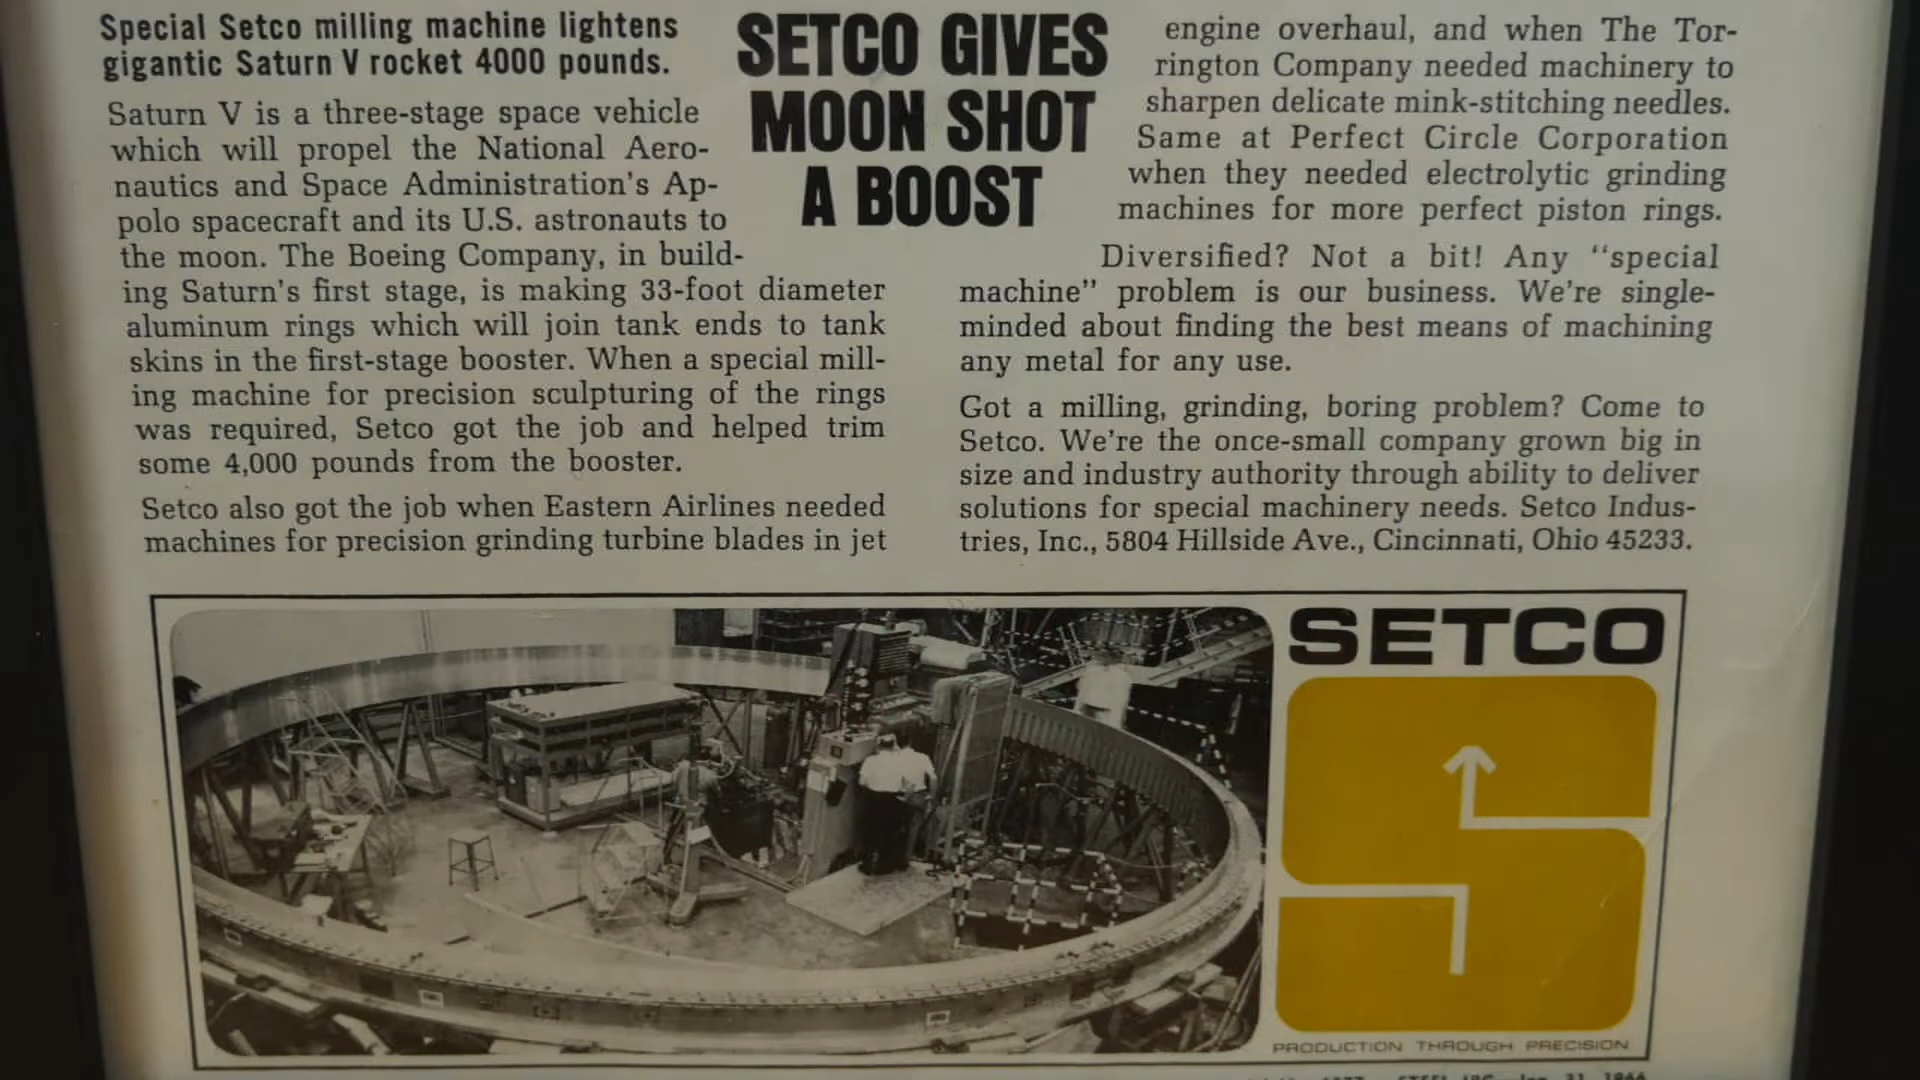 Special Setco milling machine lightens
gigantic Saturn V rocket 4000 pounds.
SETCO GIVES
MOON SHOT
A BOOST
Saturn V is a three-stage space vehicle
which will propel the National Aero-
nautics and Space Administration's Ap-
polo spacecraft and its U.S. astronauts to
the moon. The Boeing Company, in build-
ing Saturn's first stage, is making 33-foot diameter
aluminum rings which will join tank ends to tank
skins in the first-stage booster. When a special mill-
ing machine for precision sculpturing of the rings
was required, Setco got the job and helped trim
some 4,000 pounds from the booster.
Setco also got the job when Eastern Airlines needed
machines for precision grinding turbine blades in jet
engine overhaul, and when The Tor-
rington Company needed machinery to
sharpen delicate mink-stitching needles.
Same at Perfect Circle Corporation
when they needed electrolytic grinding
machines for more perfect piston rings.
Diversified? Not a bit! Any "special
machine" problem is our business. We're single-
minded about finding the best means of machining
any metal for any use.
Got a milling, grinding, boring problem? Come to
Setco. We're the once-small company grown big in
size and industry authority through ability to deliver
solutions for special machinery needs. Setco Indus-
tries, Inc., 5804 Hillside Ave., Cincinnati, Ohio 45233.
SETCO
PRODUCTION THROUGH PRECISION
Jan. 31, 1966